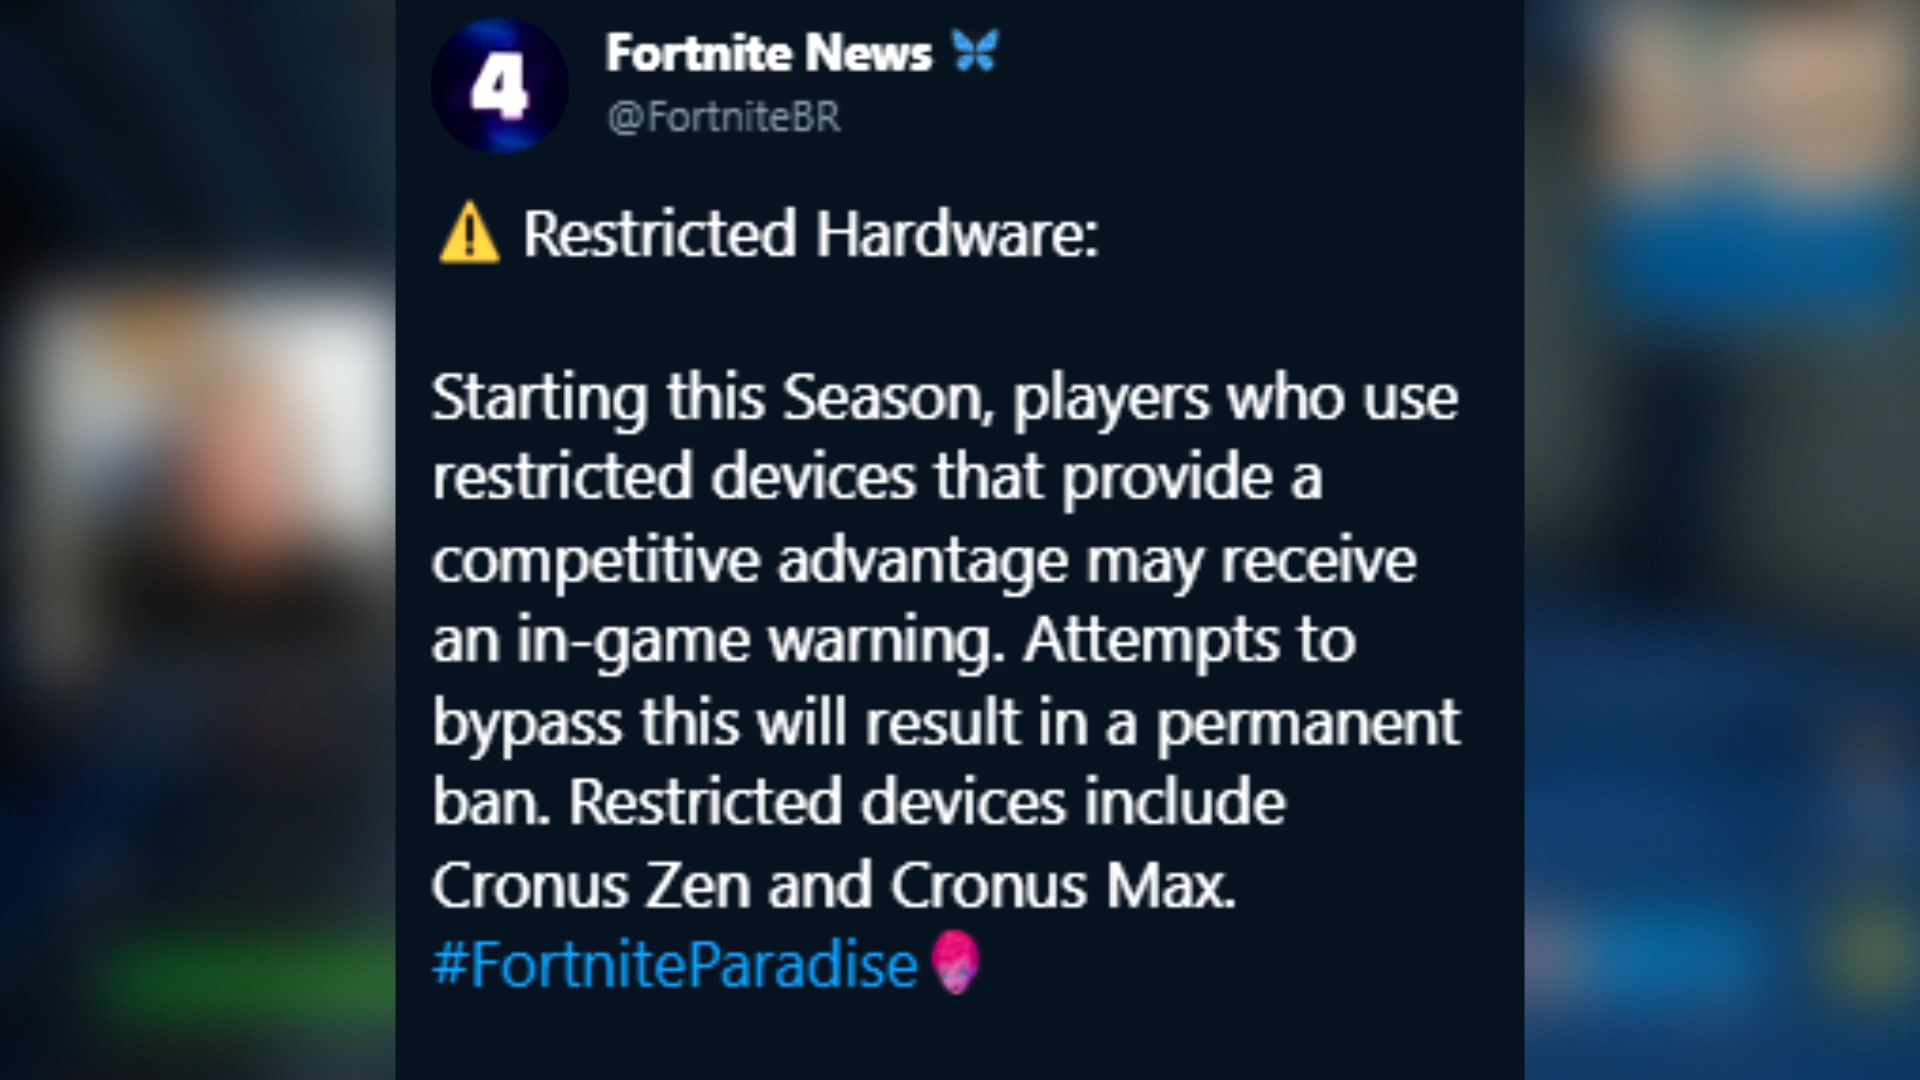 4
Fortnite News 🦋
@FortniteBR
⚠️ Restricted Hardware:
Starting this Season, players who use
restricted devices that provide a
competitive advantage may receive
an in-game warning. Attempts to
bypass this will result in a permanent
ban. Restricted devices include
Cronus Zen and Cronus Max.
#FortniteParadise